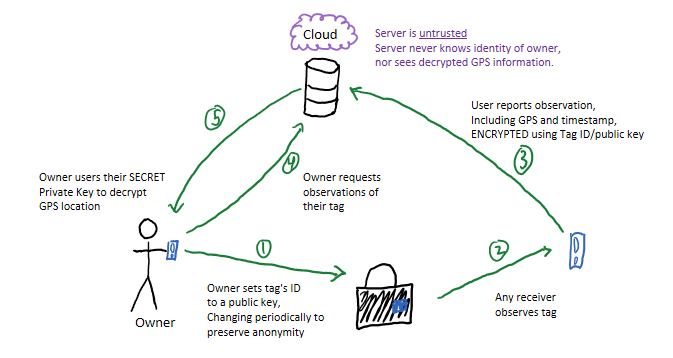 Cloud
Server is untrusted
Server never knows identity of owner,
nor sees decrypted GPS information.
User reports observation,
Including GPS and timestamp,
ENCRYPTED using Tag ID/public key
5
3
4
Owner users their SECRET
Private Key to decrypt
GPS location
Owner requests
observations of
their tag
1
2
Owner sets tag's ID
to a public key,
Changing periodically to
preserve anonymity
Any receiver
observes tag
Owner